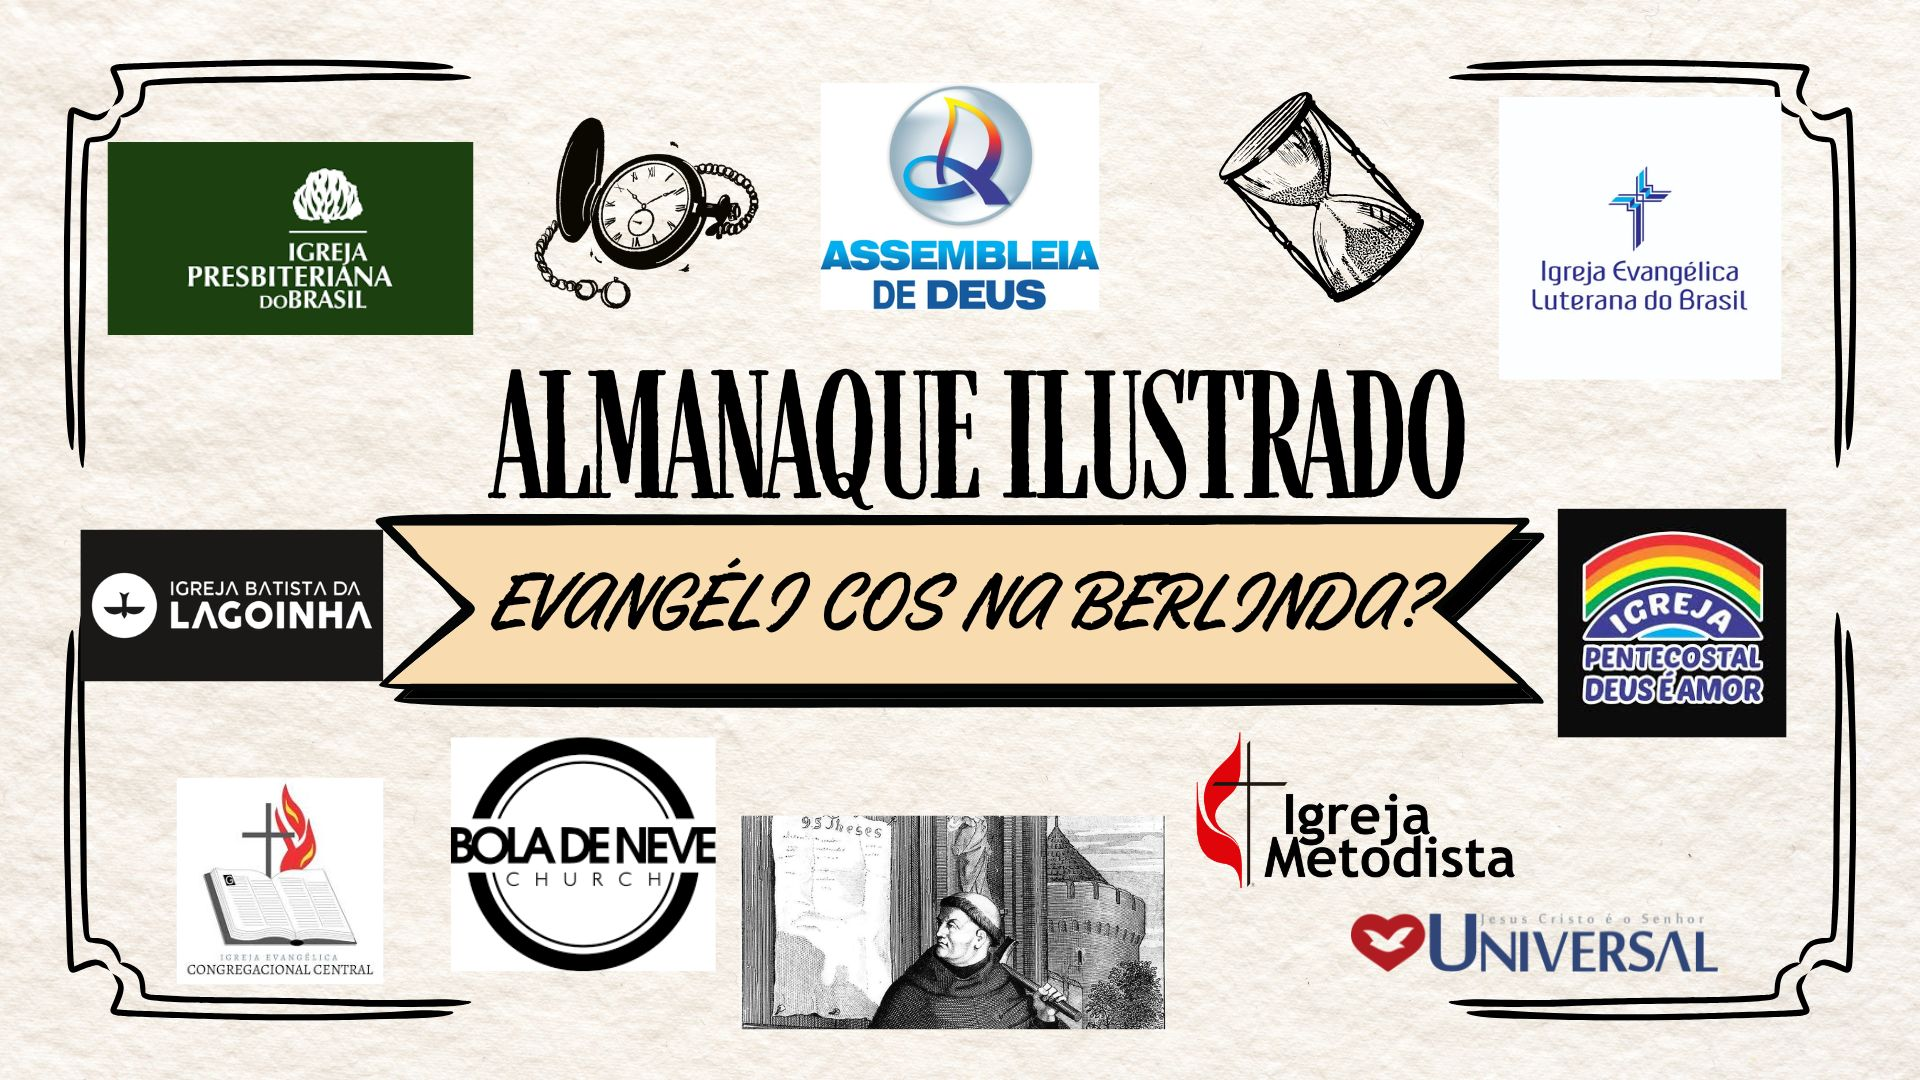 IGREJA
PRESBITERIANA
DO BRASIL
ASSEMBLEIA
DE DEUS
Igreja Evangélica
Luterana do Brasil
ALMANAQUE ILUSTRADO
IGREJA BATISTA DA
LAGOINHA
EVANGÉLI COS NA BERLINDA?
IGREJA
PENTECOSTAL
DEUS É AMOR
IGREJA EVANGÉLICA
CONGREGACIONAL CENTRAL
BOLA DE NEVE
CHURCH
95 Theses
Igreja
Metodista
Jesus Cristo é o Senhor
UNIVERSAL